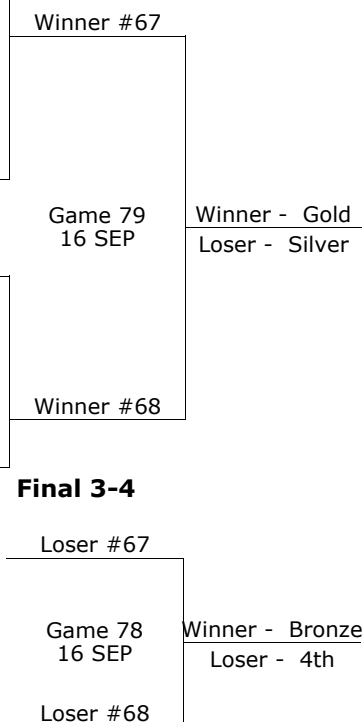 Winner #67
Game 79
16 SEP
Winner - Gold
Loser - Silver
Winner #68
Final 3-4
Loser #67
Game 78
16 SEP
Winner - Bronze
Loser - 4th
Loser #68